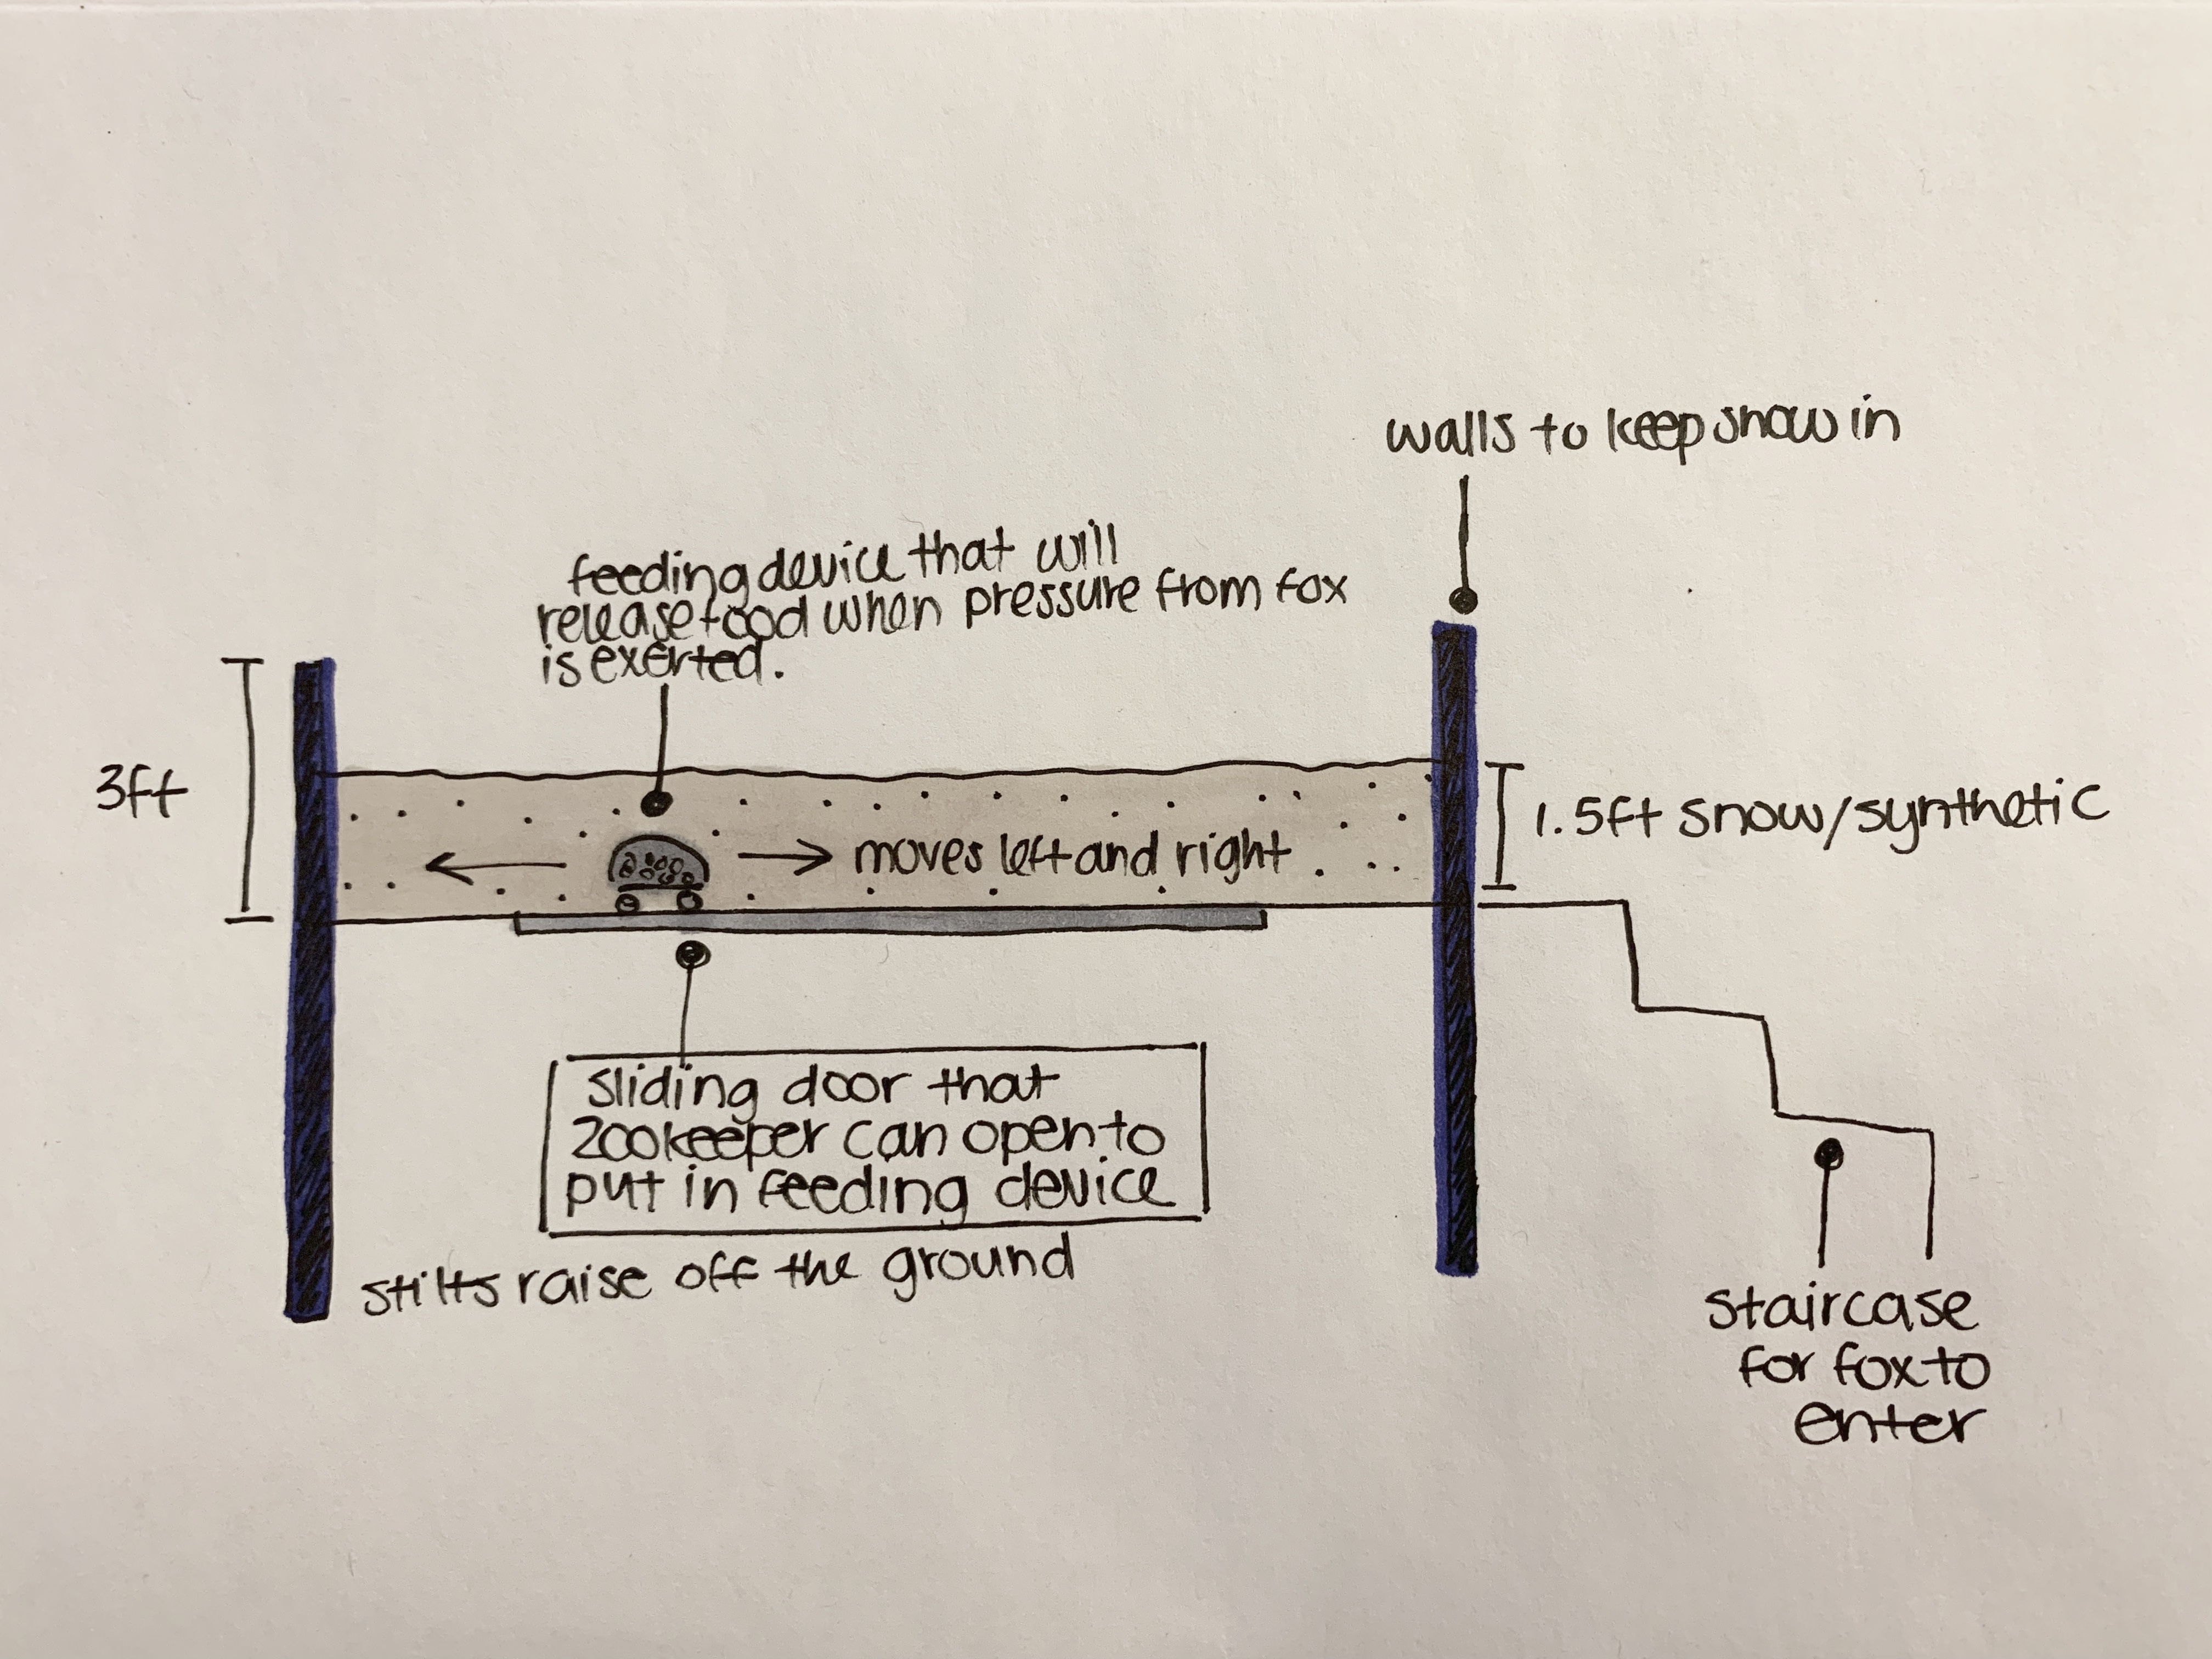 walls to keep snow in
feeding device that will
release food when pressure from fox
is exerted.
3ft
1.5ft snow/synthetic
moves left and right
sliding door that
zookeeper can open to
put in feeding device
stilts raise off the ground
staircase
for fox to
enter